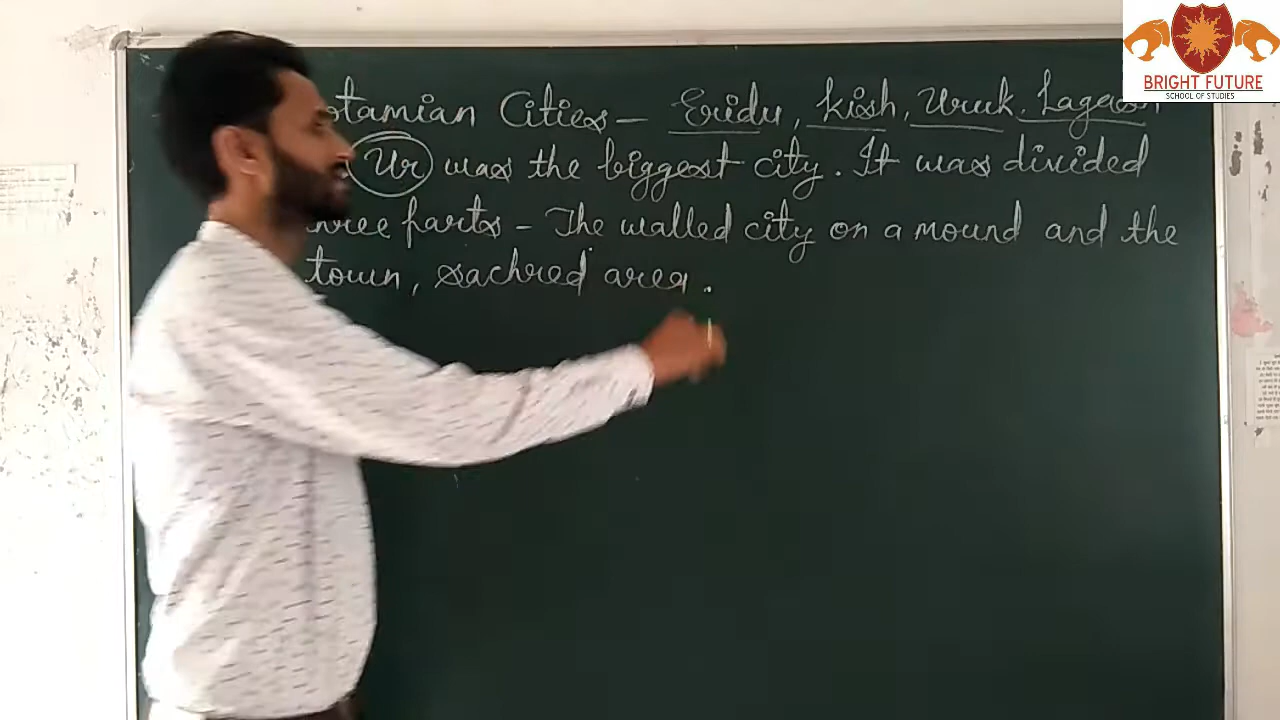 otamian Cities - Eridu, Kish, Uruk, Lagash
Ur was the biggest city. It was divided
three parts - The walled city on a mound and the
town, sachred area.
BRIGHT FUTURE
SCHOOL OF STUDIES